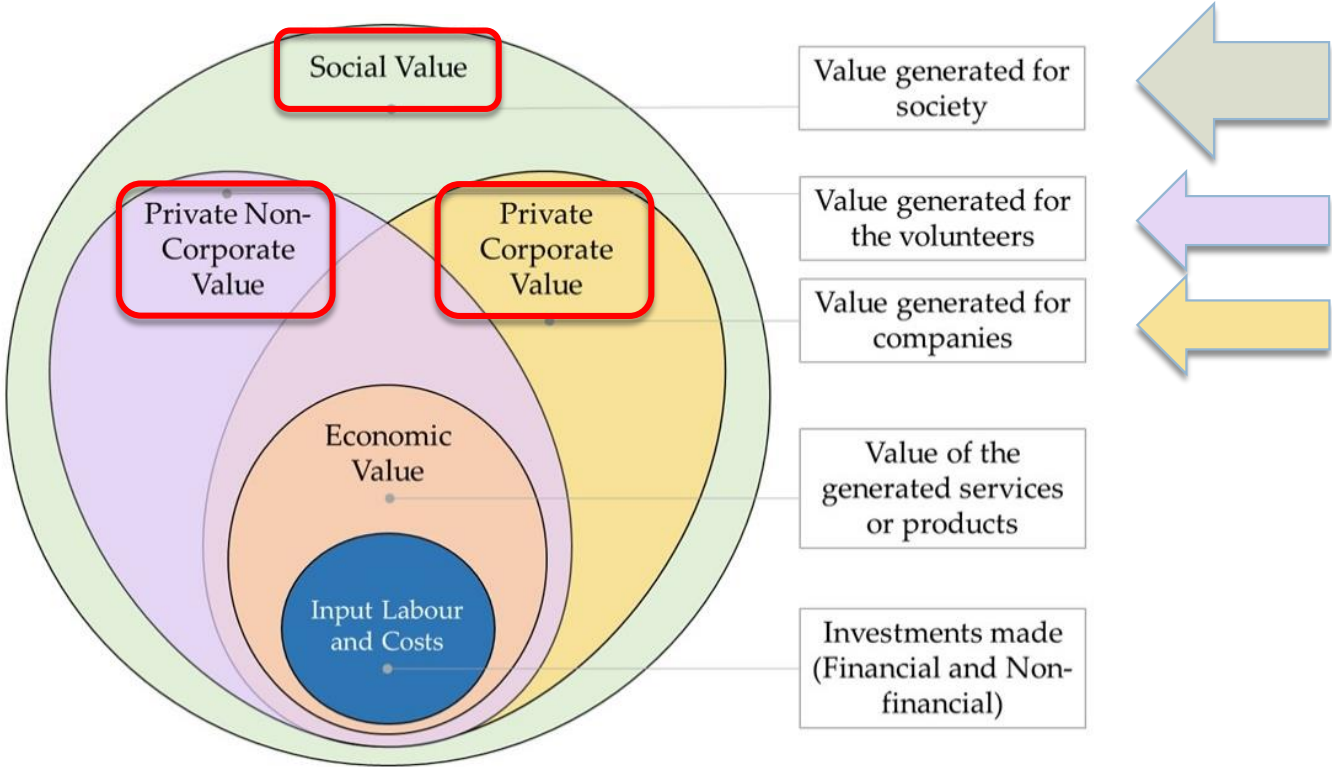 Social Value
Private Non-
Corporate
Value
Private
Corporate
Value
Economic
Value
Input Labour
and Costs
Value generated for
society
Value generated for
the volunteers
Value generated for
companies
Value of the
generated services
or products
Investments made
(Financial and Non-
financial)